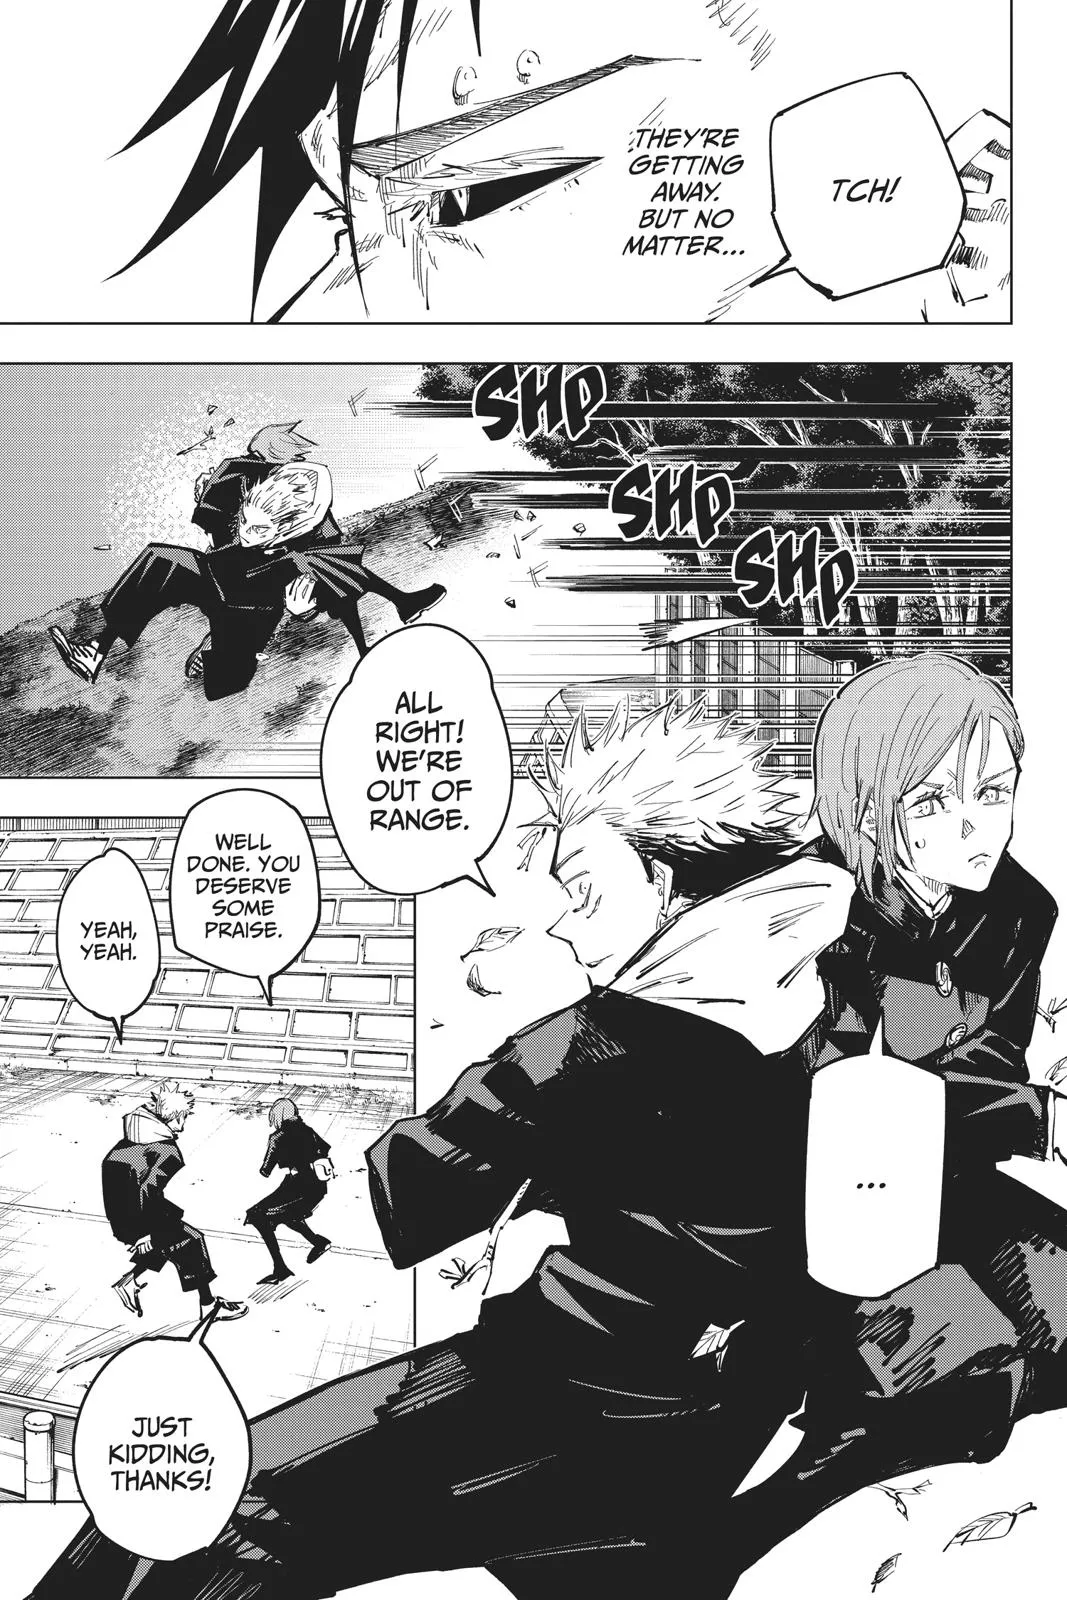 TCH!
THEY'RE
GETTING
AWAY.
BUT NO
MATTER...
SHP
SHP
SHP
ALL
RIGHT!
WE'RE
OUT OF
RANGE.
...
WELL
DONE. YOU
DESERVE
SOME
PRAISE.
YEAH,
YEAH.
JUST
KIDDING,
THANKS!